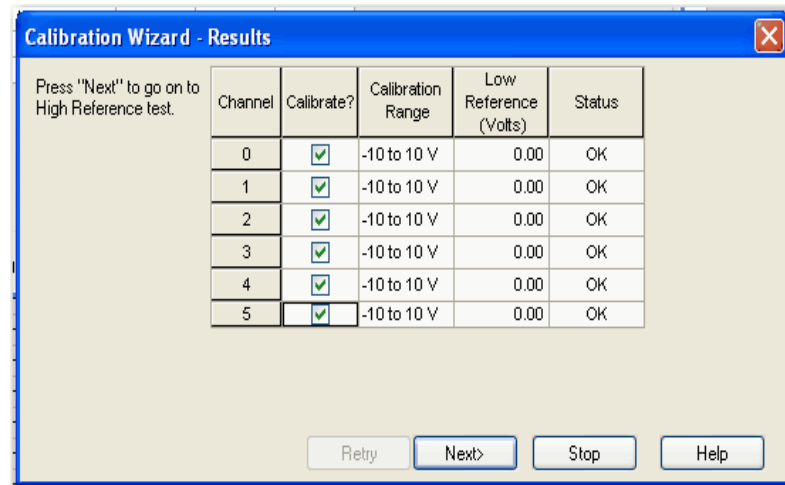 Calibration Wizard - Results
Press "Next" to go on to
High Reference test.
Channel Calibrate? Calibration Range Low Reference (Volts) Status
0 -10 to 10 V 0.00 OK
1 -10 to 10 V 0.00 OK
2 -10 to 10 V 0.00 OK
3 -10 to 10 V 0.00 OK
4 -10 to 10 V 0.00 OK
5 -10 to 10 V 0.00 OK
Retry Next> Stop Help